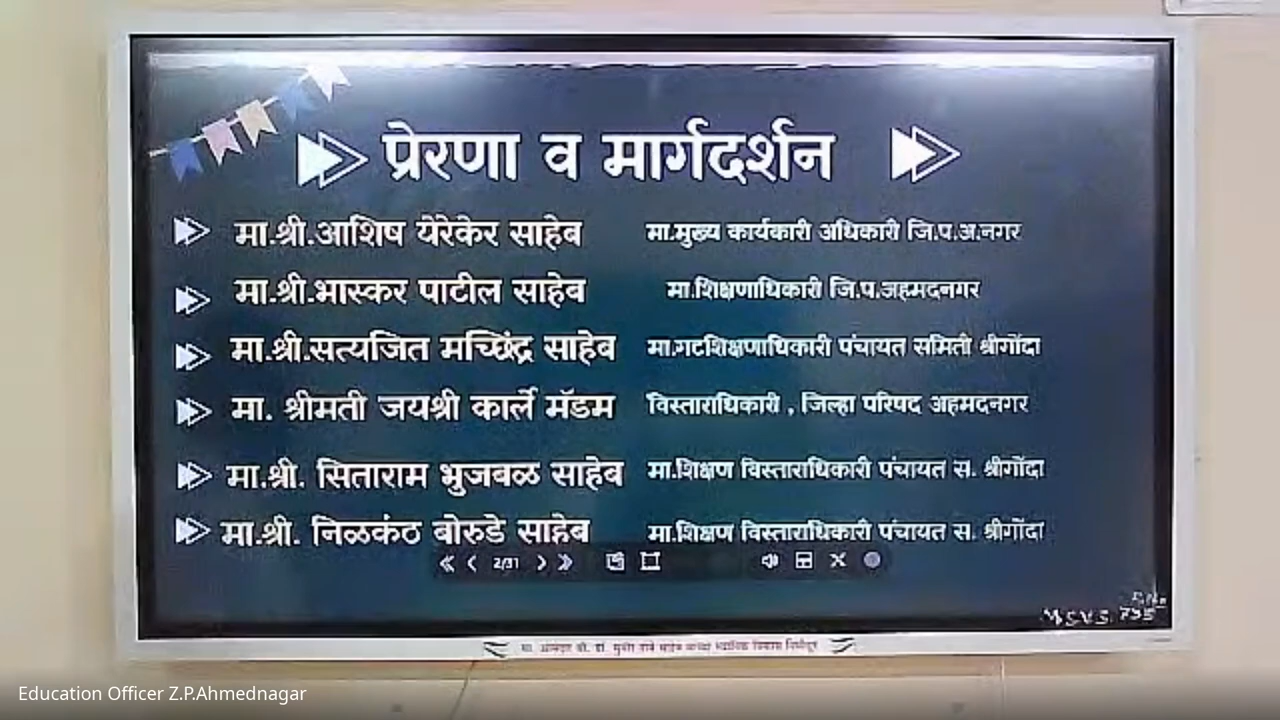 प्रेरणा व मार्गदर्शन
मा.श्री.आशिष येरेकेर साहेब मा.मुख्य कार्यकारी अधिकारी जि.प.अ.नगर
मा.श्री.भास्कर पाटील साहेब मा.शिक्षणाधिकारी जि.प.अहमदनगर
मा.श्री.सत्यजित मच्छिंद्र साहेब मा.गटशिक्षणाधिकारी पंचायत समिती श्रीगोंदा
मा. श्रीमती जयश्री कार्ले मॅडम विस्ताराधिकारी , जिल्हा परिषद अहमदनगर
मा.श्री. सिताराम भुजबळ साहेब मा.शिक्षण विस्ताराधिकारी पंचायत स. श्रीगोंदा
मा.श्री. निळकंठ बोरुडे साहेब मा.शिक्षण विस्ताराधिकारी पंचायत स. श्रीगोंदा
2/31
Education Officer Z.P.Ahmednagar